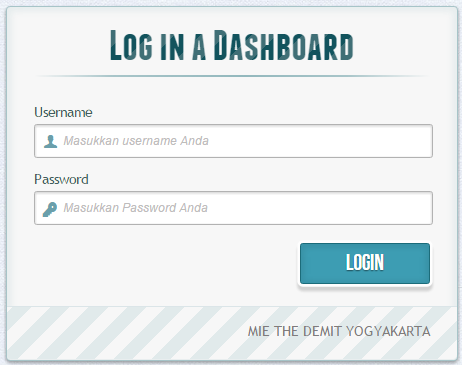 Log in a Dashboard
Username
Masukkan username Anda
Password
Masukkan Password Anda
LOGIN
MIE THE DEMIT YOGYAKARTA